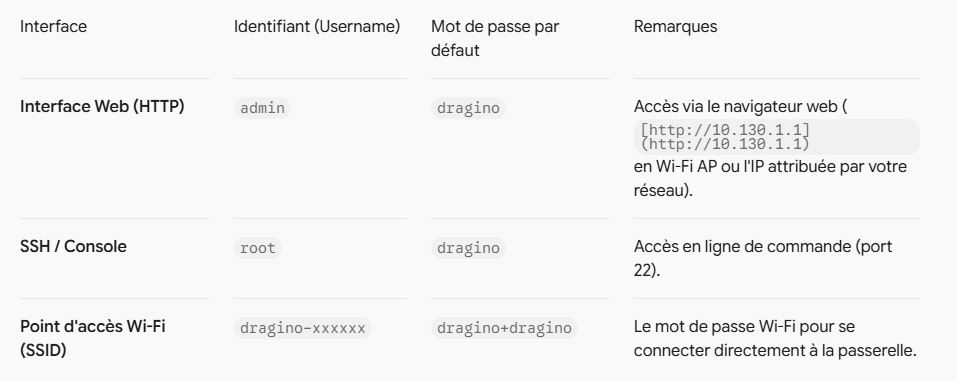 Interface
Identifiant (Username)
Mot de passe par
défaut
Remarques
Interface Web (HTTP)
admin
dragino
Accès via le navigateur web (
[http://10.130.1.1]
(http://10.130.1.1)
en Wi-Fi AP ou l'IP attribuée par votre
réseau).
SSH / Console
root
dragino
Accès en ligne de commande (port
22).
Point d'accès Wi-Fi
(SSID)
dragino-xxxxxx
dragino+dragino
Le mot de passe Wi-Fi pour se
connecter directement à la passerelle.